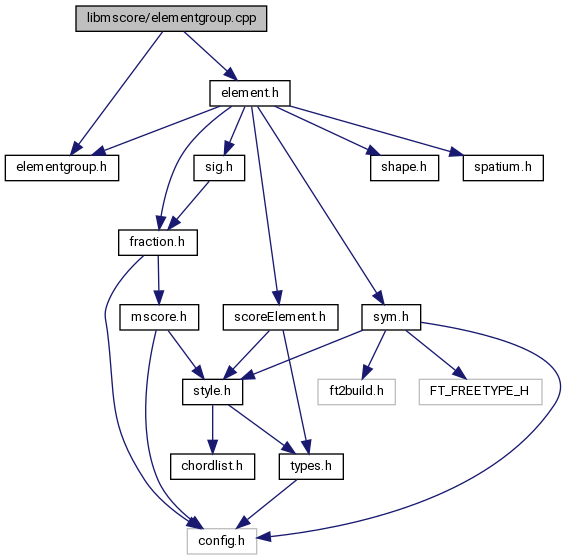 libmscore/elementgroup.cpp
element.h
elementgroup.h
sig.h
shape.h
spatium.h
fraction.h
mscore.h
scoreElement.h
sym.h
style.h
ft2build.h
FT_FREETYPE_H
chordlist.h
types.h
config.h